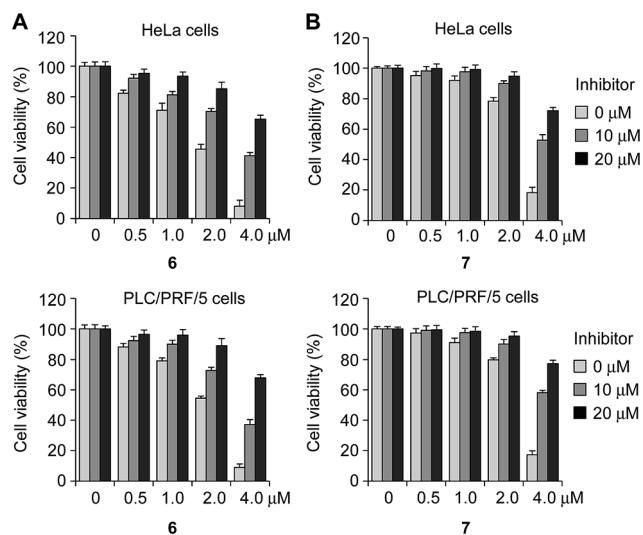 A
HeLa cells
Cell viability (%)
120
100
80
60
40
20
0
0 0.5 1.0 2.0 4.0 μM
6
B
HeLa cells
Cell viability (%)
120
100
80
60
40
20
0
0 0.5 1.0 2.0 4.0 μM
7
Inhibitor
0 μM
10 μM
20 μM
PLC/PRF/5 cells
Cell viability (%)
120
100
80
60
40
20
0
0 0.5 1.0 2.0 4.0 μM
6
PLC/PRF/5 cells
Cell viability (%)
120
100
80
60
40
20
0
0 0.5 1.0 2.0 4.0 μM
7
Inhibitor
0 μM
10 μM
20 μM